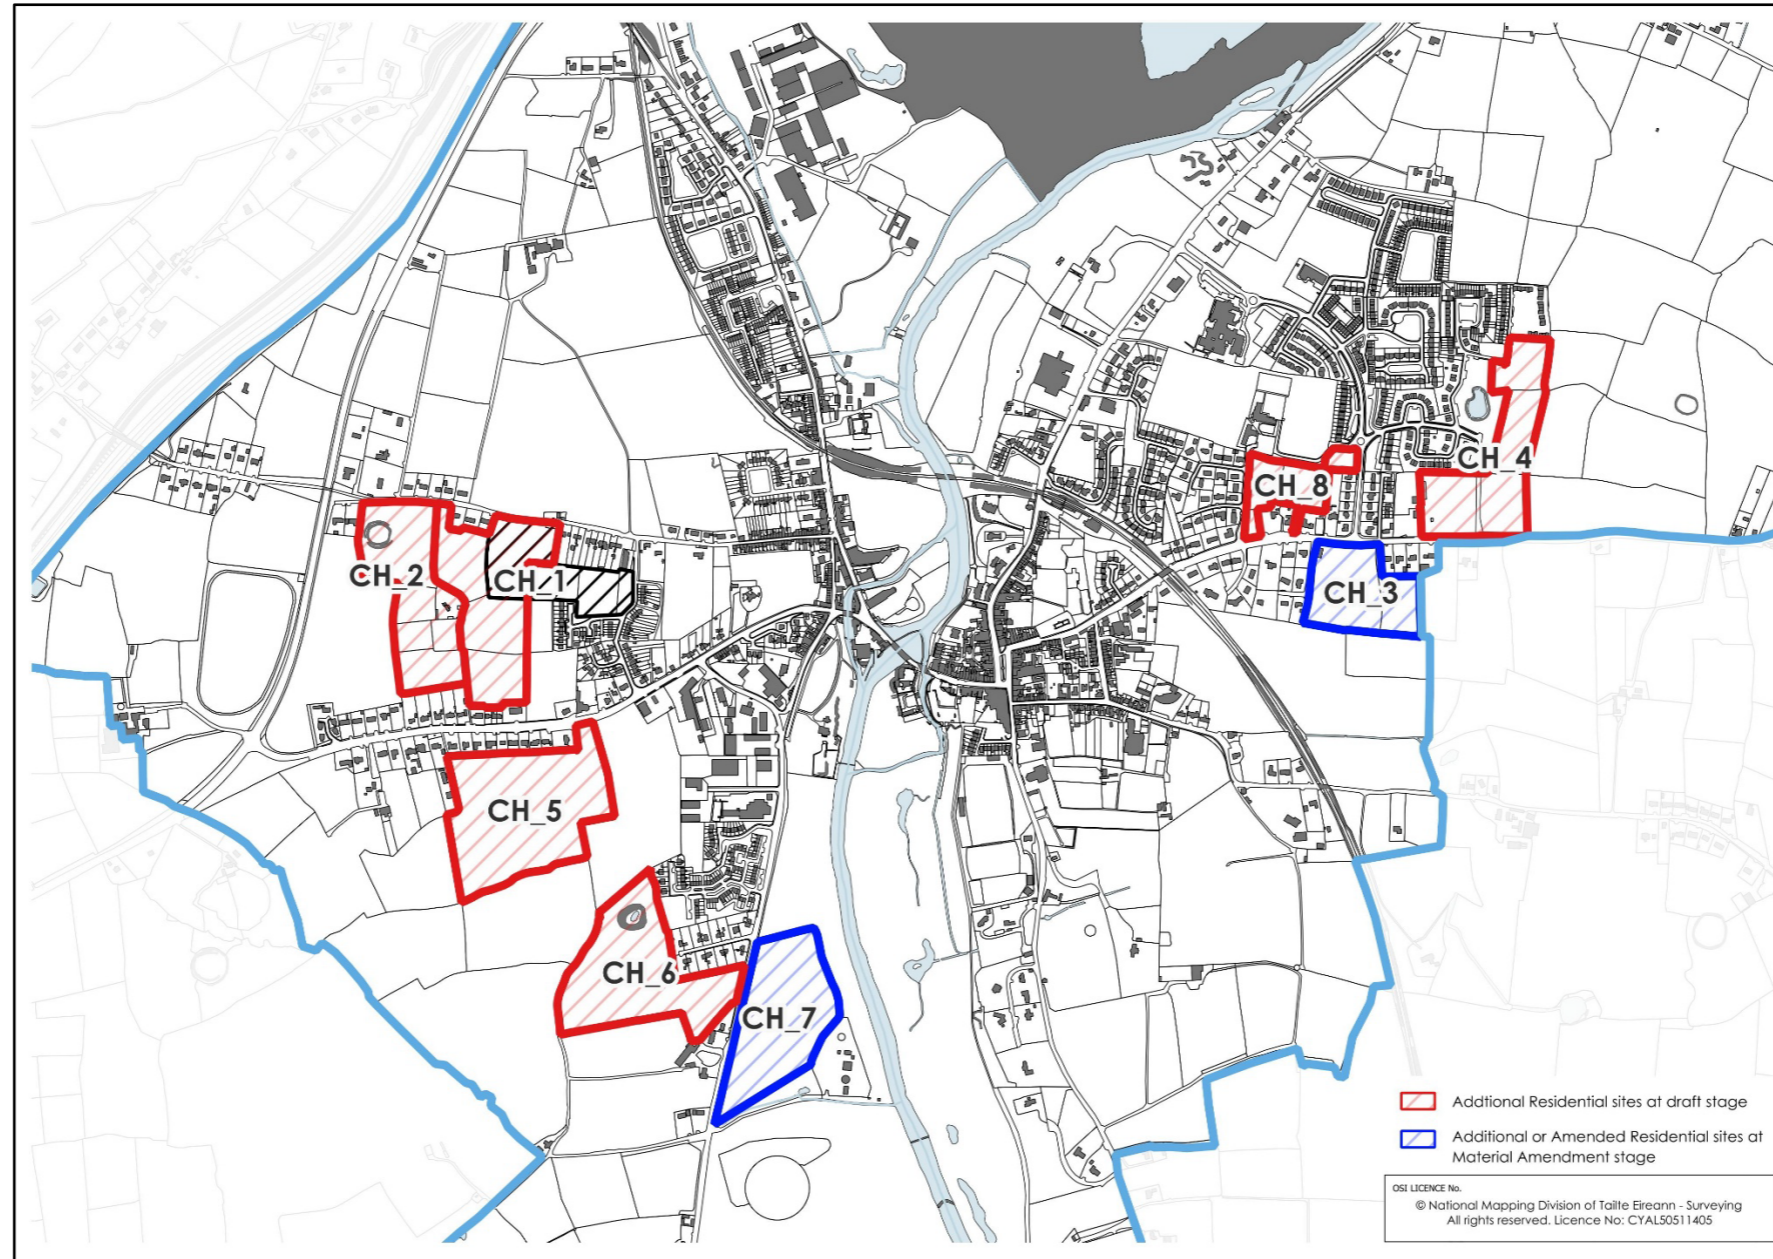 CH_4
CH_8
CH_2
CH_1
CH_3
CH_5
CH_6
CH_7
Addtional Residential sites at draft stage
Additional or Amended Residential sites at
Material Amendment stage
OSI LICENCE No.
© National Mapping Division of Tailte Eireann - Surveying
All rights reserved. Licence No: CYAL50511405